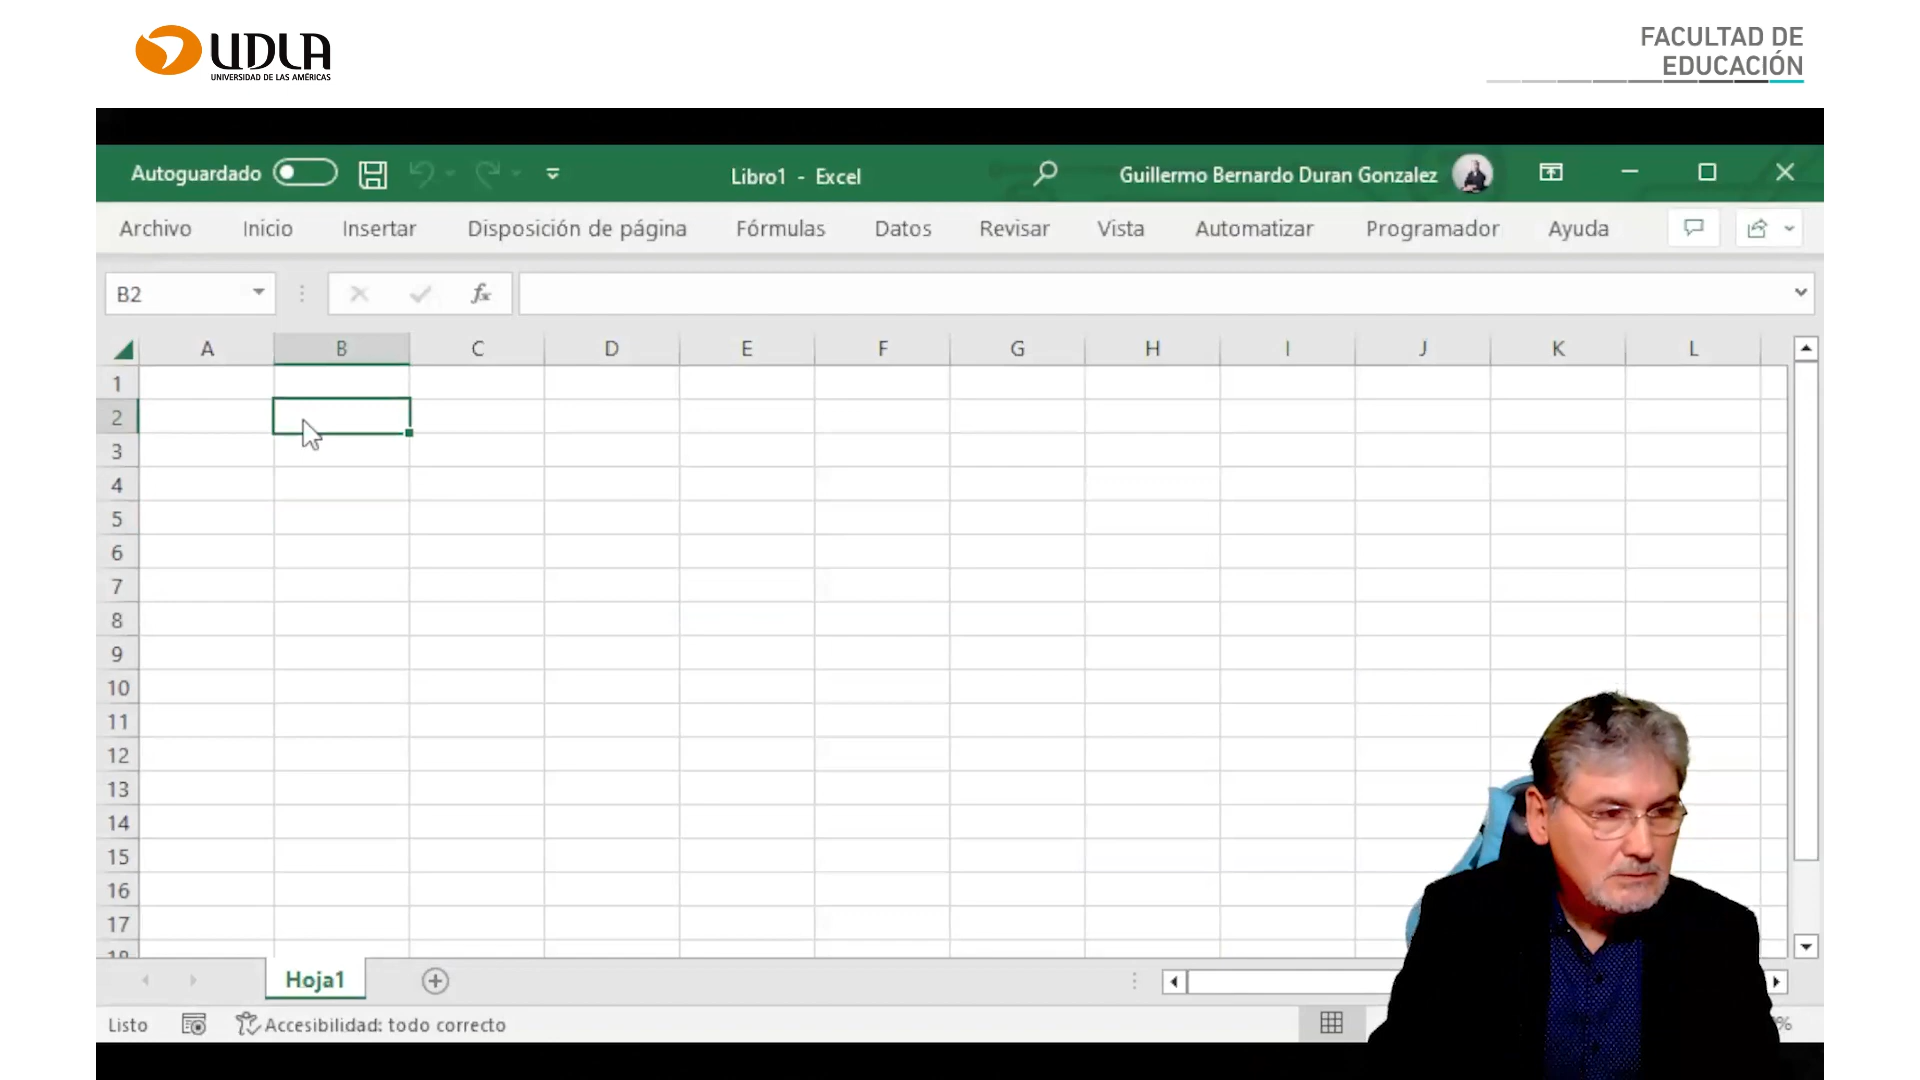 UDLA
UNIVERSIDAD DE LAS AMÉRICAS
FACULTAD DE
EDUCACIÓN
Autoguardado
Libro1 - Excel
Guillermo Bernardo Duran Gonzalez
Archivo Inicio Insertar Disposición de página Fórmulas Datos Revisar Vista Automatizar Programador Ayuda
B2
fx
A B C D E F G H I J K L
1
2
3
4
5
6
7
8
9
10
11
12
13
14
15
16
17
18
Hoja1
Listo
Accesibilidad: todo correcto
%